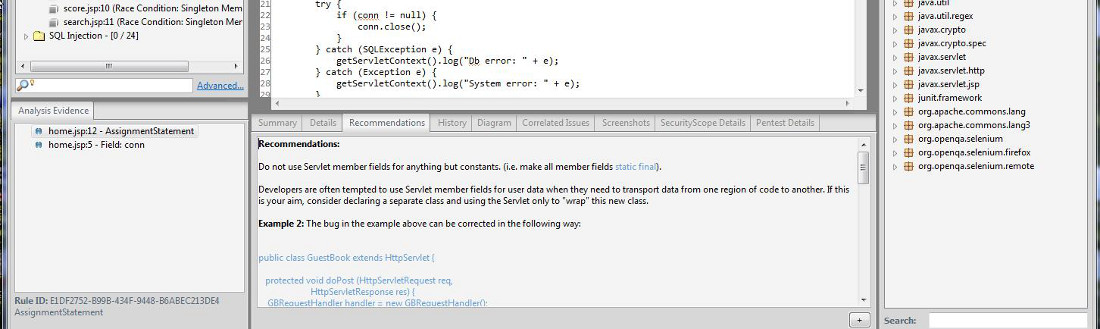 score.jsp:10 (Race Condition: Singleton Mem
search.jsp:11 (Race Condition: Singleton Mer
SQL Injection - [0 / 24]
Advanced...
Analysis Evidence
home.jsp:12 - AssignmentStatement
home.jsp:5 - Field: conn
Rule ID: E1DF2752-B99B-434F-9448-B6ABEC213DE4
AssignmentStatement
21 try {
22 if (conn != null) {
23 conn.close();
24 }
25 } catch (SQLException e) {
26 getServletContext().log("Db error: " + e);
27 } catch (Exception e) {
28 getServletContext().log("System error: " + e);
29 }
Summary Details Recommendations History Diagram Correlated Issues Screenshots SecurityScope Details Pentest Details
Recommendations:
Do not use Servlet member fields for anything but constants. (i.e. make all member fields static final).
Developers are often tempted to use Servlet member fields for user data when they need to transport data from one region of code to another. If this
is your aim, consider declaring a separate class and using the Servlet only to "wrap" this new class.
Example 2: The bug in the example above can be corrected in the following way:
public class GuestBook extends HttpServlet {
protected void doPost (HttpServletRequest req,
HttpServletResponse res) {
GBRequestHandler handler = new GBRequestHandler();
+
java.util
java.util.regex
javax.crypto
javax.crypto.spec
javax.servlet
javax.servlet.http
javax.servlet.jsp
junit.framework
org.apache.commons.lang
org.apache.commons.lang3
org.openqa.selenium
org.openqa.selenium.firefox
org.openqa.selenium.remote
Search: